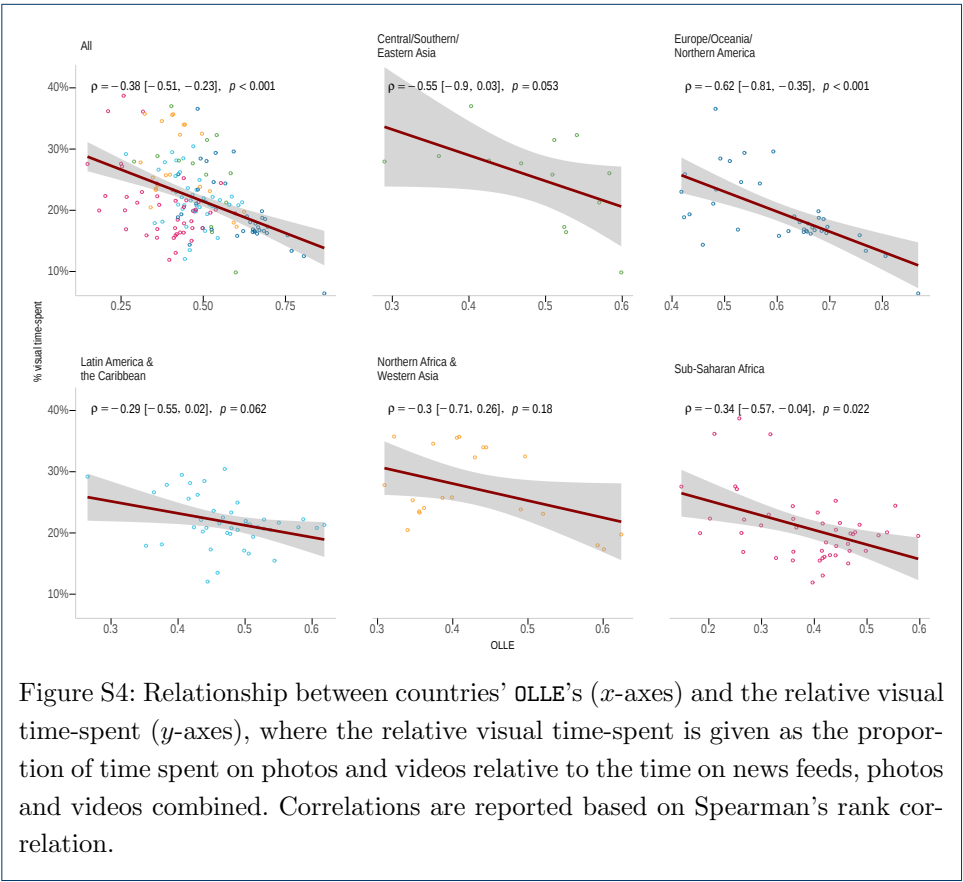 All
ρ = −0.38 [−0.51, −0.23], p < 0.001
40%
30%
20%
10%
0.25 0.50 0.75
Central/Southern/
Eastern Asia
ρ = −0.55 [−0.9, 0.03], p = 0.053
0.3 0.4 0.5 0.6
Europe/Oceania/
Northern America
ρ = −0.62 [−0.81, −0.35], p < 0.001
0.4 0.5 0.6 0.7 0.8
% visual time-spent
Latin America &
the Caribbean
ρ = −0.29 [−0.55, 0.02], p = 0.062
40%
30%
20%
10%
0.3 0.4 0.5 0.6
Northern Africa &
Western Asia
ρ = −0.3 [−0.71, 0.26], p = 0.18
0.3 0.4 0.5 0.6
Sub-Saharan Africa
ρ = −0.34 [−0.57, −0.04], p = 0.022
0.2 0.3 0.4 0.5 0.6
OLLE
Figure S4: Relationship between countries' OLLE's (x-axes) and the relative visual
time-spent (y-axes), where the relative visual time-spent is given as the propor-
tion of time spent on photos and videos relative to the time on news feeds, photos
and videos combined. Correlations are reported based on Spearman's rank cor-
relation.